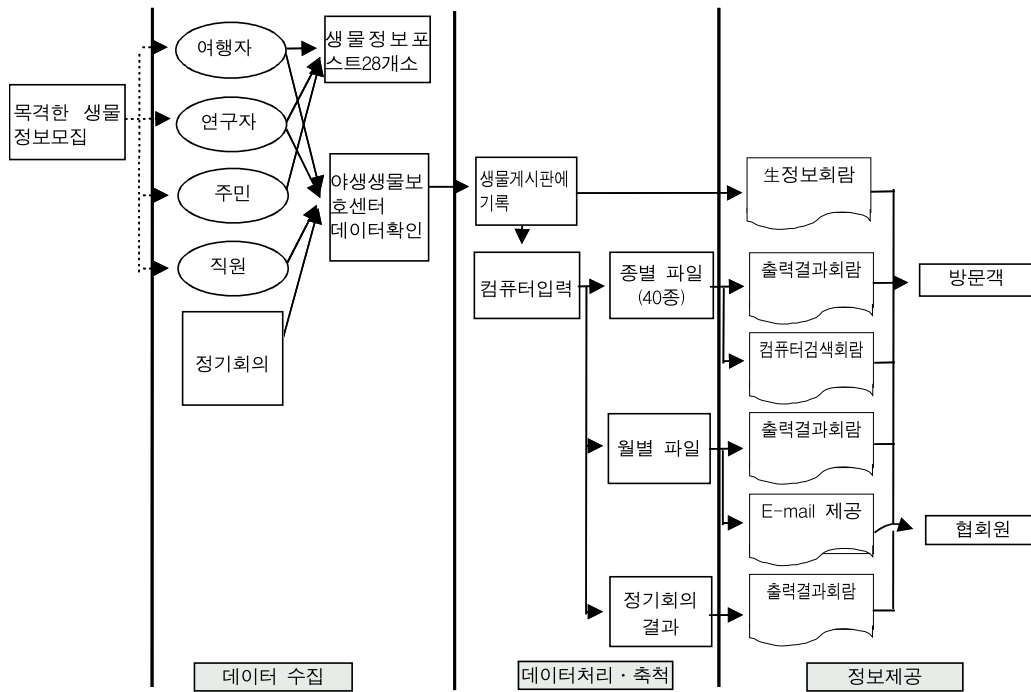 목격한 생물
정보모집
여행자
연구자
주민
직원
정기회의
생물정보포
스트28개소
야생생물보
호센터
데이터확인
데이터 수집
생물게시판에
기록
컴퓨터입력
종별 파일
(40종)
월별 파일
정기회의
결과
데이터처리 · 축척
生정보회람
출력결과회람
컴퓨터검색회람
출력결과회람
E-mail 제공
출력결과회람
방문객
협회원
정보제공